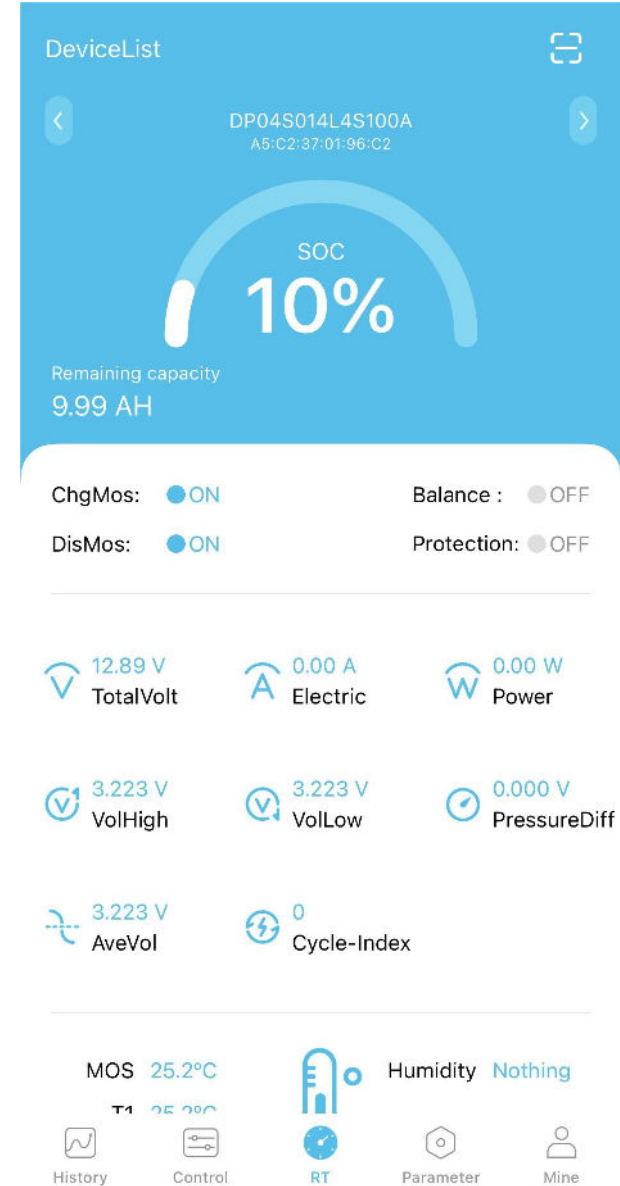 DeviceList
DP04S014L4S100A
A5:C2:37:01:96:C2
SOC
10%
Remaining capacity
9.99 AH
ChgMos: ON Balance : OFF
DisMos: ON Protection: OFF
12.89 V 0.00 A 0.00 W
TotalVolt Electric Power
3.223 V 3.223 V 0.000 V
VolHigh VolLow PressureDiff
3.223 V 0
AveVol Cycle-Index
MOS 25.2°C Humidity Nothing
T1 25.2°C
History Control RT Parameter Mine